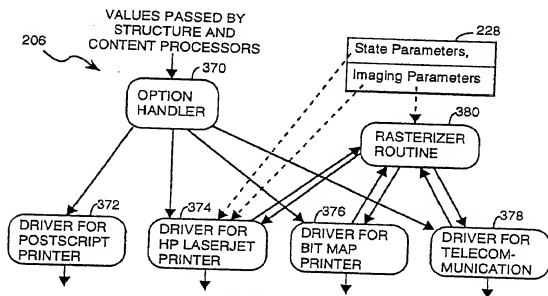 VALUES PASSED BY
STRUCTURE AND
CONTENT PROCESSORS
206
370
OPTION
HANDLER
228
State Parameters,
Imaging Parameters
380
RASTERIZER
ROUTINE
372
DRIVER FOR
POSTSCRIPT
PRINTER
374
DRIVER FOR
HP LASERJET
PRINTER
376
DRIVER FOR
BIT MAP
PRINTER
378
DRIVER FOR
TELECOM-
MUNICATION